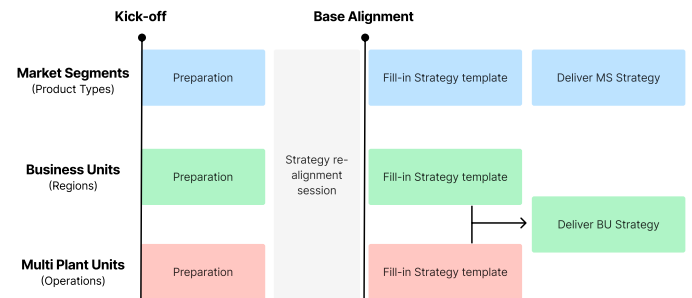 Kick-off
Base Alignment
Market Segments
(Product Types)
Preparation
Fill-in Strategy template
Deliver MS Strategy
Strategy re-
alignment
session
Business Units
(Regions)
Preparation
Fill-in Strategy template
Deliver BU Strategy
Multi Plant Units
(Operations)
Preparation
Fill-in Strategy template